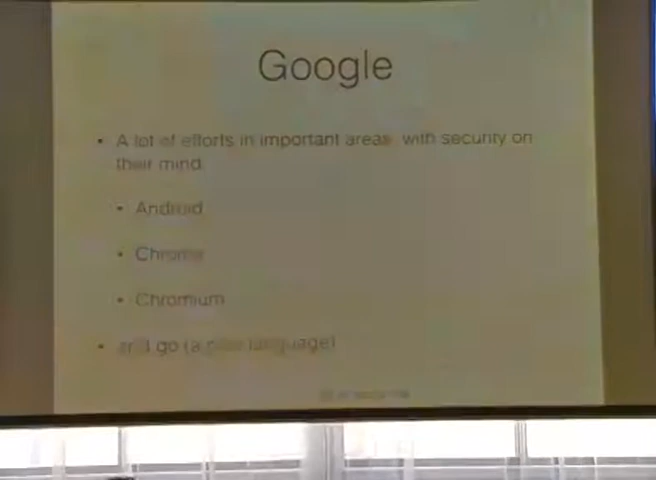 Google
• A lot of efforts in important areas with security on
their mind
• Android
• Chrome
• Chromium
• and go (a new language)